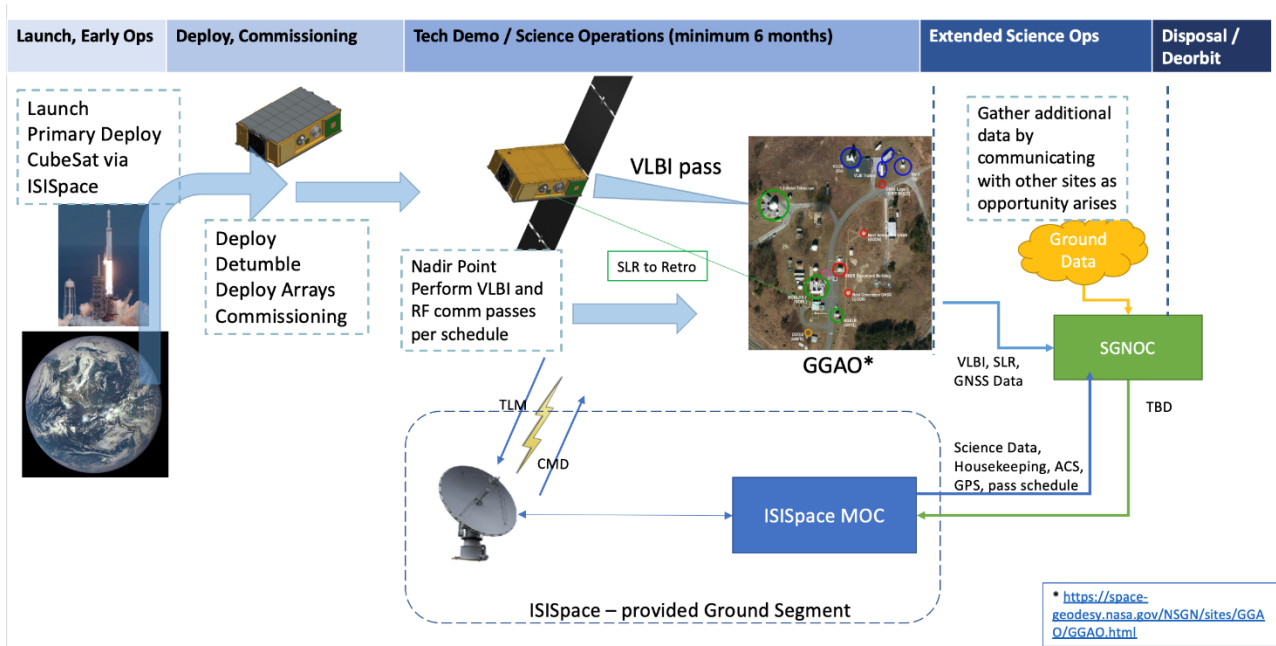 Launch, Early Ops
Deploy, Commissioning
Tech Demo / Science Operations (minimum 6 months)
Extended Science Ops
Disposal /
Deorbit
Launch
Primary Deploy
CubeSat via
ISISpace
Deploy
Detumble
Deploy Arrays
Commissioning
VLBI pass
SLR to Retro
Nadir Point
Perform VLBI and
RF comm passes
per schedule
GGAO*
Gather additional
data by
communicating
with other sites as
opportunity arises
Ground
Data
SGNOC
VLBI, SLR,
GNSS Data
TBD
TLM
CMD
Science Data,
Housekeeping, ACS,
GPS, pass schedule
ISISpace MOC
ISISpace – provided Ground Segment
* https://space-
geodesy.nasa.gov/NSGN/sites/GGA
O/GGAO.html